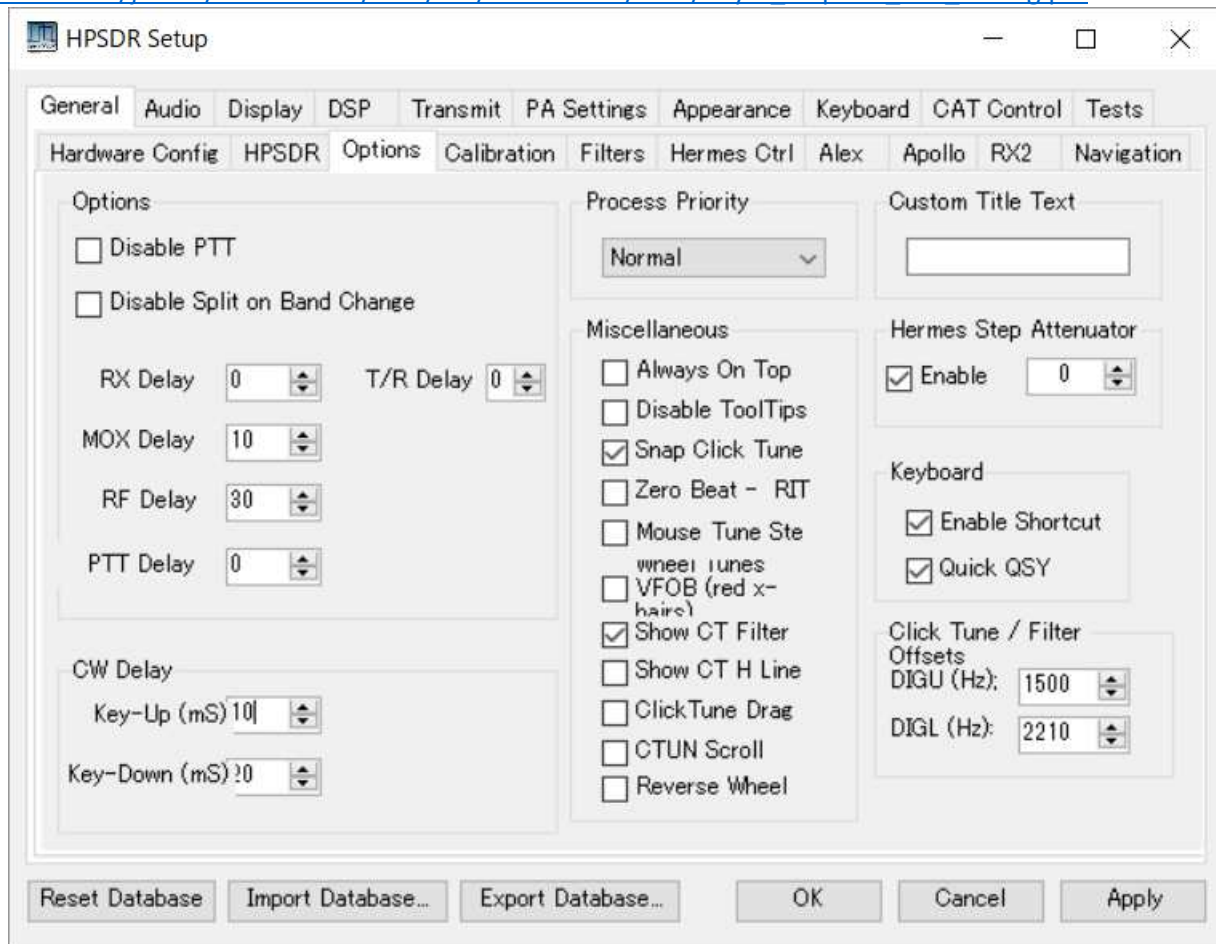 HPSDR Setup
General Audio Display DSP Transmit PA Settings Appearance Keyboard CAT Control Tests
Hardware Config HPSDR Options Calibration Filters Hermes Ctrl Alex Apollo RX2 Navigation
Options
Disable PTT
Disable Split on Band Change
RX Delay 0 T/R Delay 0
MOX Delay 10
RF Delay 30
PTT Delay 0
CW Delay
Key-Up (mS) 10
Key-Down (mS)
Process Priority
Normal
Miscellaneous
Always On Top
Disable ToolTips
Snap Click Tune
Zero Beat - RIT
Mouse Tune Ste
Wheel Tunes
VFOB (red x-
hairs)
Show CT Filter
Show CT H Line
ClickTune Drag
CTUN Scroll
Reverse Wheel
Custom Title Text
Hermes Step Attenuator
Enable 0
Keyboard
Enable Shortcut
Quick QSY
Click Tune / Filter
Offsets
DIGU (Hz): 1500
DIGL (Hz): 2210
Reset Database Import Database... Export Database... OK Cancel Apply